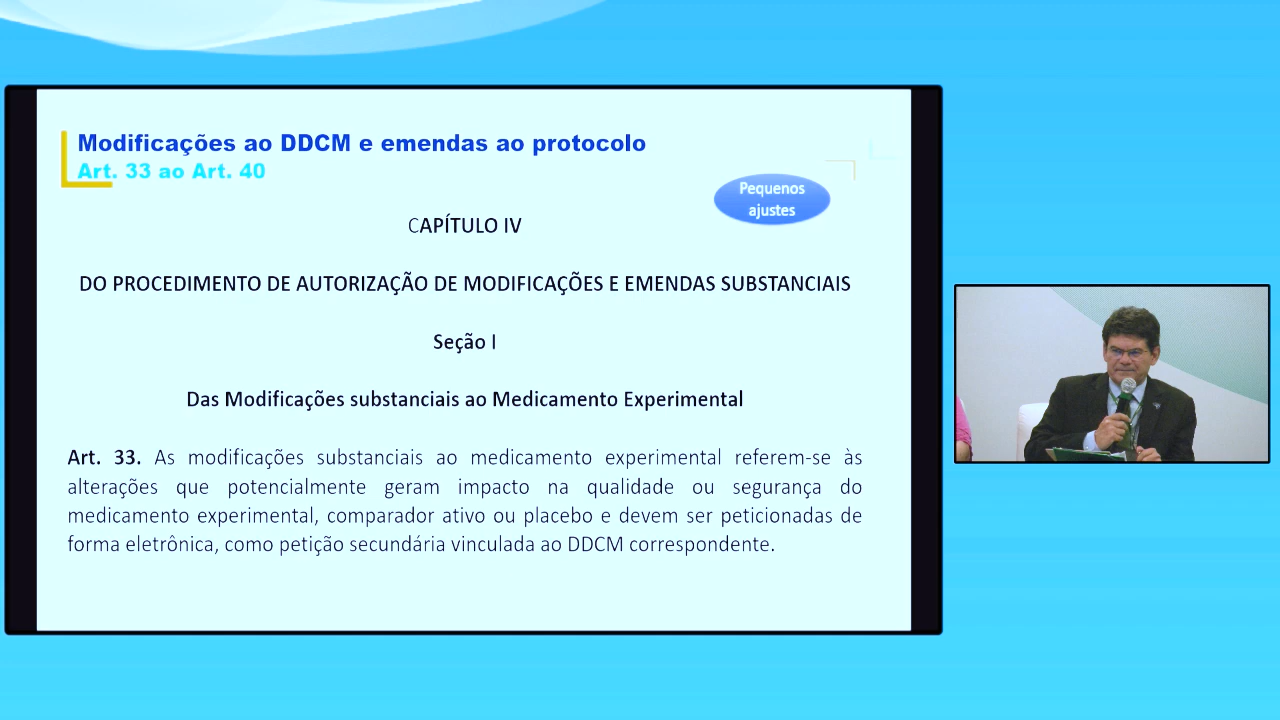 Modificações ao DDCM e emendas ao protocolo
Art. 33 ao Art. 40
Pequenos
ajustes
CAPÍTULO IV
DO PROCEDIMENTO DE AUTORIZAÇÃO DE MODIFICAÇÕES E EMENDAS SUBSTANCIAIS
Seção I
Das Modificações substanciais ao Medicamento Experimental
Art. 33. As modificações substanciais ao medicamento experimental referem-se às
alterações que potencialmente geram impacto na qualidade ou segurança do
medicamento experimental, comparador ativo ou placebo e devem ser peticionadas de
forma eletrônica, como petição secundária vinculada ao DDCM correspondente.